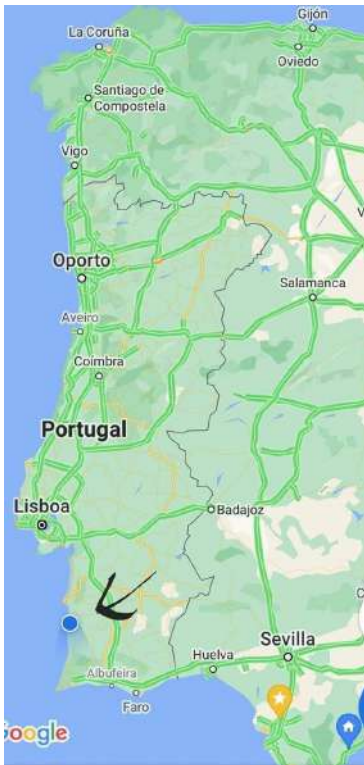 Gijón
La Coruña
Oviedo
Santiago de
Compostela
Vigo
Oporto
Salamanca
Aveiro
Coímbra
Portugal
Lisboa
Badajoz
Sevilla
Huelva
Albufeira
Faro
Google